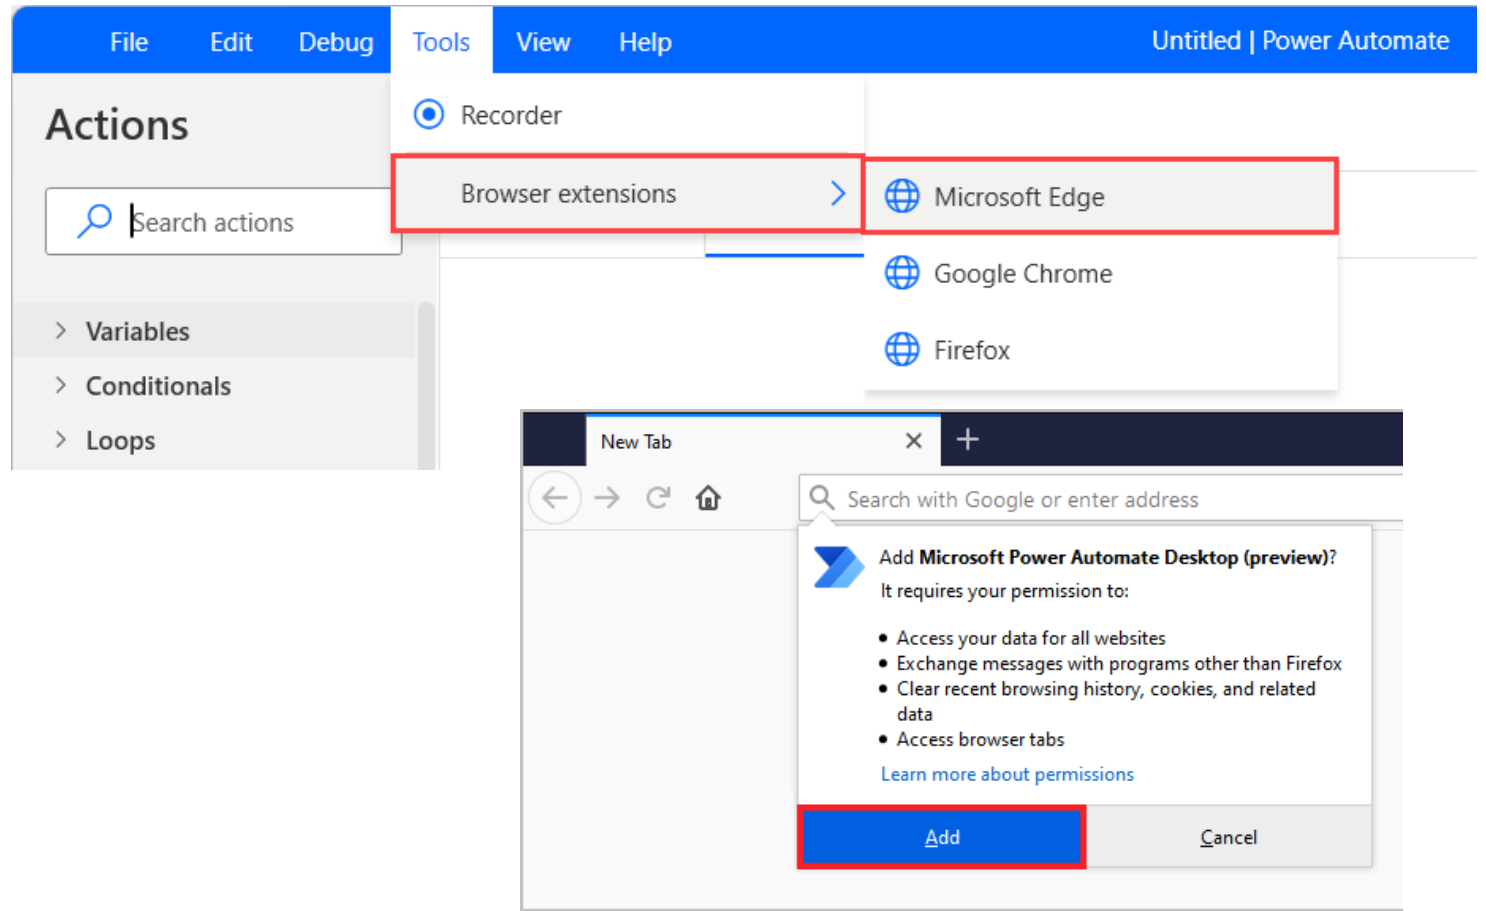 File Edit Debug Tools View Help Untitled | Power Automate
Actions
Recorder
Browser extensions
Microsoft Edge
Search actions
Google Chrome
Variables
Firefox
Conditionals
Loops
New Tab
Search with Google or enter address
Add Microsoft Power Automate Desktop (preview)?
It requires your permission to:
• Access your data for all websites
• Exchange messages with programs other than Firefox
• Clear recent browsing history, cookies, and related
data
• Access browser tabs
Learn more about permissions
Add Cancel